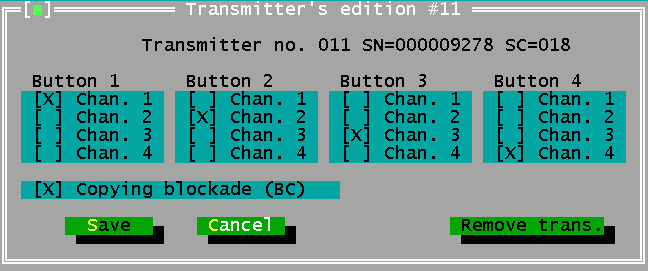 [■] Transmitter's edition #11
Transmitter no. 011 SN=000009278 SC=018
Button 1 Button 2 Button 3 Button 4
[X] Chan. 1 [ ] Chan. 1 [ ] Chan. 1 [ ] Chan. 1
[ ] Chan. 2 [X] Chan. 2 [ ] Chan. 2 [ ] Chan. 2
[ ] Chan. 3 [ ] Chan. 3 [X] Chan. 3 [ ] Chan. 3
[ ] Chan. 4 [ ] Chan. 4 [ ] Chan. 4 [X] Chan. 4
[X] Copying blockade (BC)
Save Cancel Remove trans.